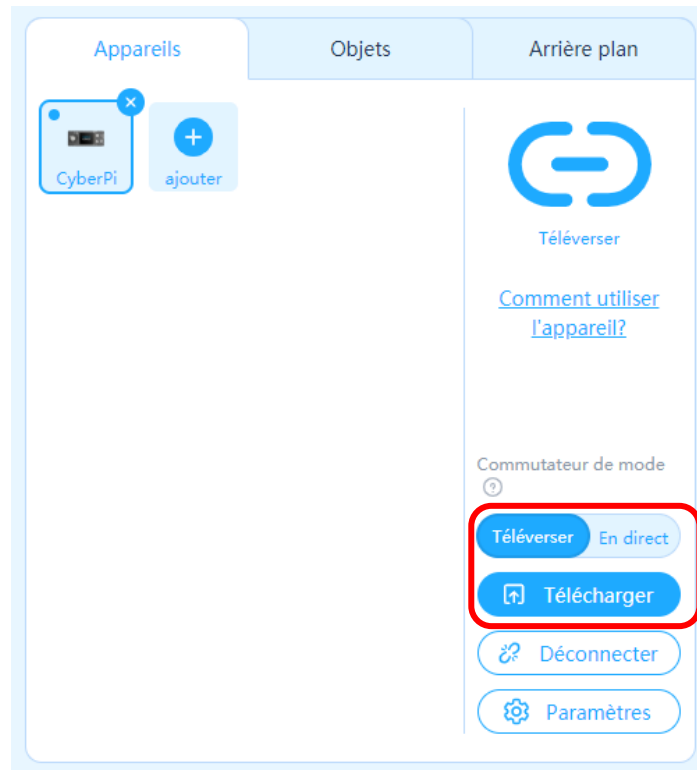 Appareils
Objets
Arrière plan
CyberPi
ajouter
Téléverser
Comment utiliser
l'appareil?
Commutateur de mode
?
Téléverser
En direct
Télécharger
Déconnecter
Paramètres